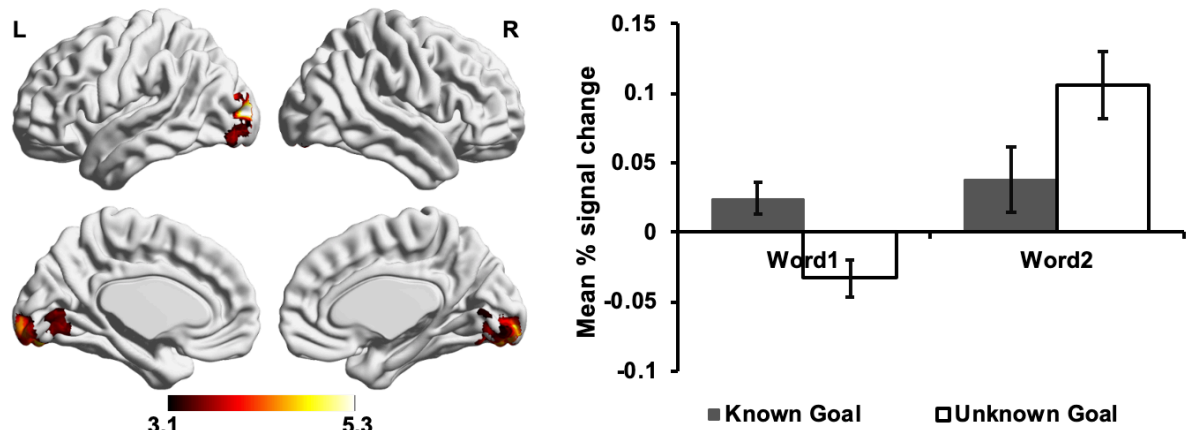 L
R
3.1
5.3
Mean % signal change
0.15
0.1
0.05
0
-0.05
-0.1
Word1
Word2
Known Goal
Unknown Goal